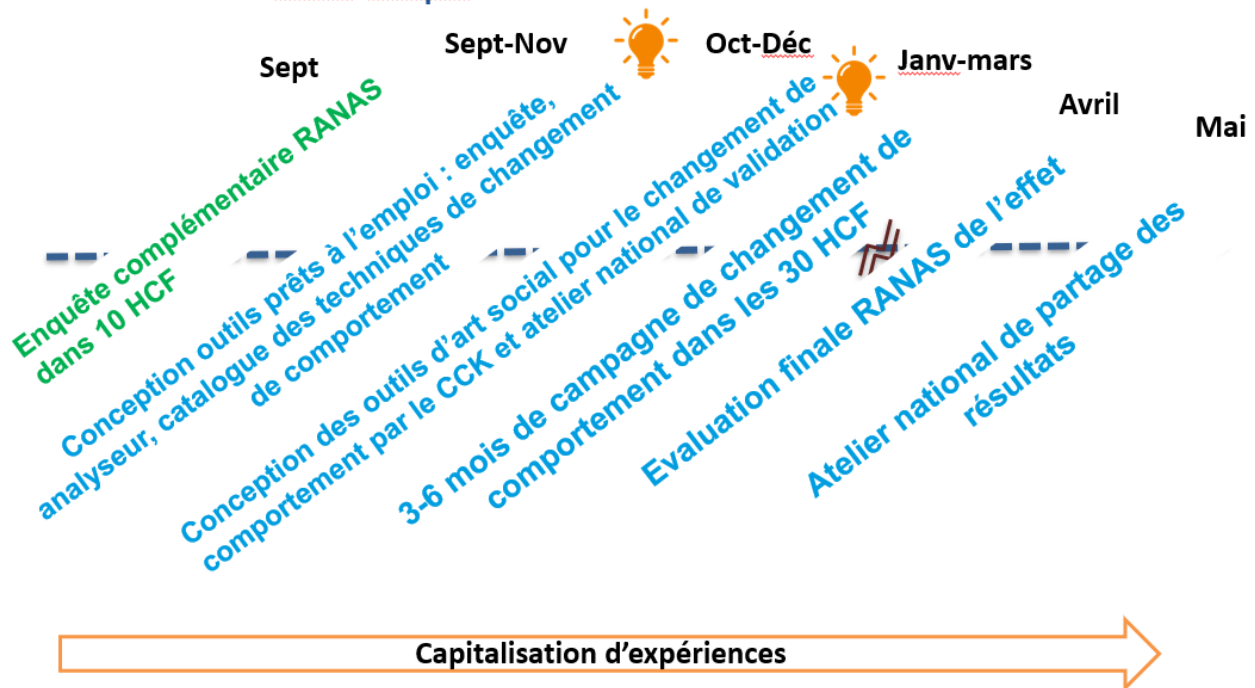 Sept
Sept-Nov
Oct-Déc
Janv-mars
Avril
Mai
Enquête complémentaire RANAS
dans 10 HCF
Conception outils prêts à l'emploi : enquête,
analyseur, catalogue des techniques de changement
de comportement
Conception des outils d'art social pour le changement de
comportement par le CCK et atelier national de validation
3-6 mois de campagne de changement de
comportement dans les 30 HCF
Evaluation finale RANAS de l'effet
Atelier national de partage des
résultats
Capitalisation d'expériences